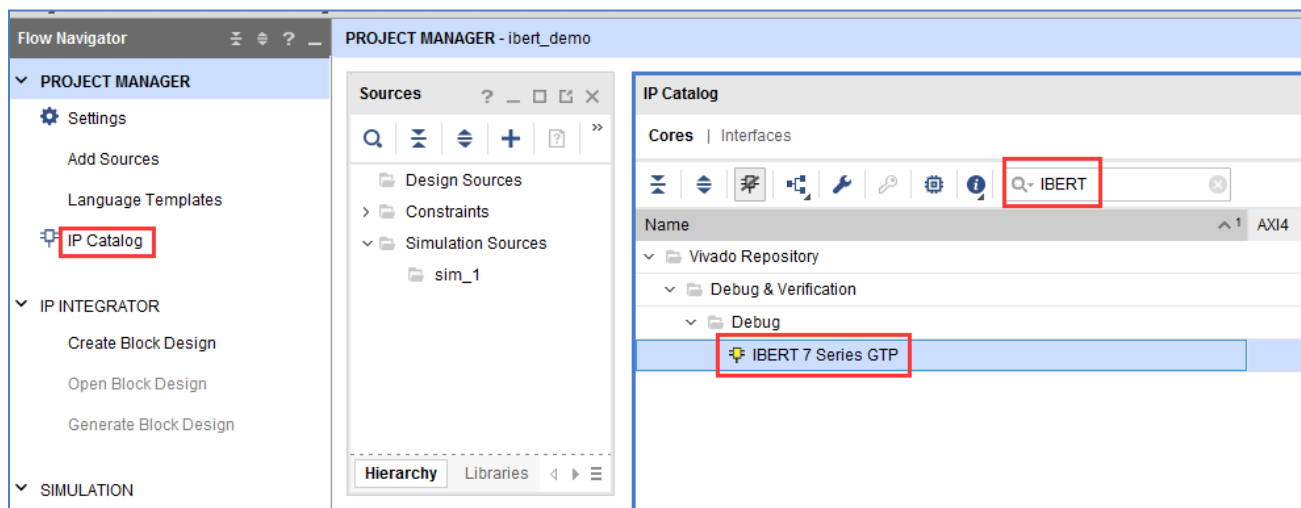 Flow Navigator
PROJECT MANAGER
Settings
Add Sources
Language Templates
IP Catalog
IP INTEGRATOR
Create Block Design
Open Block Design
Generate Block Design
SIMULATION
PROJECT MANAGER - ibert_demo
Sources
Design Sources
Constraints
Simulation Sources
sim_1
Hierarchy Libraries
IP Catalog
Cores | Interfaces
IBERT
Name 1 AXI4
Vivado Repository
Debug & Verification
Debug
IBERT 7 Series GTP